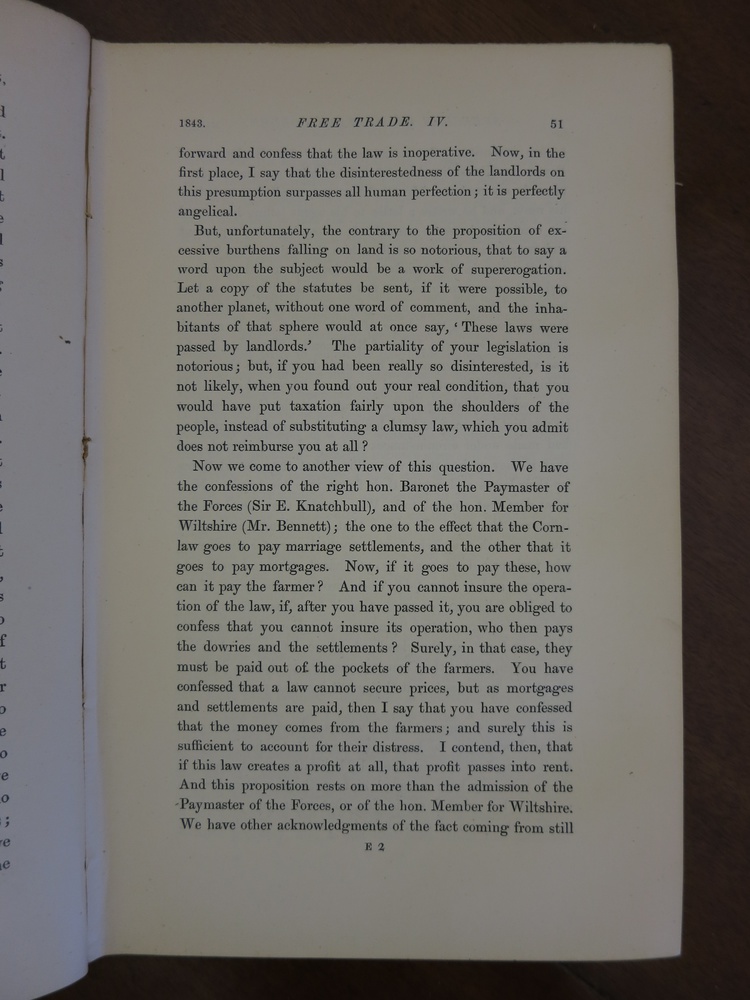 1843. FREE TRADE. IV. 51
forward and confess that the law is inoperative. Now, in the
first place, I say that the disinterestedness of the landlords on
this presumption surpasses all human perfection; it is perfectly
angelical.
But, unfortunately, the contrary to the proposition of ex-
cessive burthens falling on land is so notorious, that to say a
word upon the subject would be a work of supererogation.
Let a copy of the statutes be sent, if it were possible, to
another planet, without one word of comment, and the inha-
bitants of that sphere would at once say, ‘These laws were
passed by landlords.’ The partiality of your legislation is
notorious; but, if you had been really so disinterested, is it
not likely, when you found out your real condition, that you
would have put taxation fairly upon the shoulders of the
people, instead of substituting a clumsy law, which you admit
does not reimburse you at all?
Now we come to another view of this question. We have
the confessions of the right hon. Baronet the Paymaster of
the Forces (Sir E. Knatchbull), and of the hon. Member for
Wiltshire (Mr. Bennett); the one to the effect that the Corn-
law goes to pay marriage settlements, and the other that it
goes to pay mortgages. Now, if it goes to pay these, how
can it pay the farmer? And if you cannot insure the opera-
tion of the law, if, after you have passed it, you are obliged to
confess that you cannot insure its operation, who then pays
the dowries and the settlements? Surely, in that case, they
must be paid out of the pockets of the farmers. You have
confessed that a law cannot secure prices, but as mortgages
and settlements are paid, then I say that you have confessed
that the money comes from the farmers; and surely this is
sufficient to account for their distress. I contend, then, that
if this law creates a profit at all, that profit passes into rent.
And this proposition rests on more than the admission of the
Paymaster of the Forces, or of the hon. Member for Wiltshire.
We have other acknowledgments of the fact coming from still
E 2